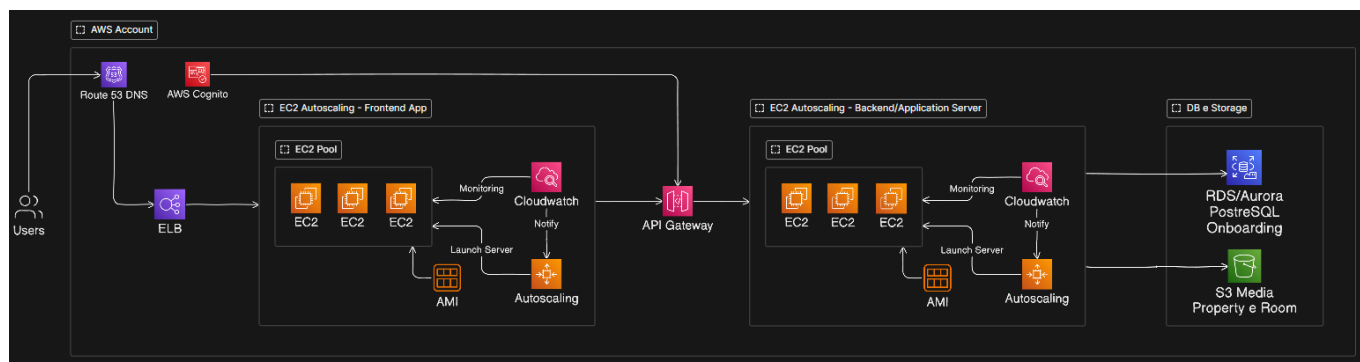 AWS Account
Route 53 DNS
AWS Cognito
Users
ELB
EC2 Autoscaling - Frontend App
EC2 Pool
EC2
EC2
EC2
Monitoring
Cloudwatch
Notify
Launch Server
AMI
Autoscaling
API Gateway
EC2 Autoscaling - Backend/Application Server
EC2 Pool
EC2
EC2
EC2
Monitoring
Cloudwatch
Notify
Launch Server
AMI
Autoscaling
DB e Storage
RDS/Aurora
PostreSQL
Onboarding
S3 Media
Property e Room